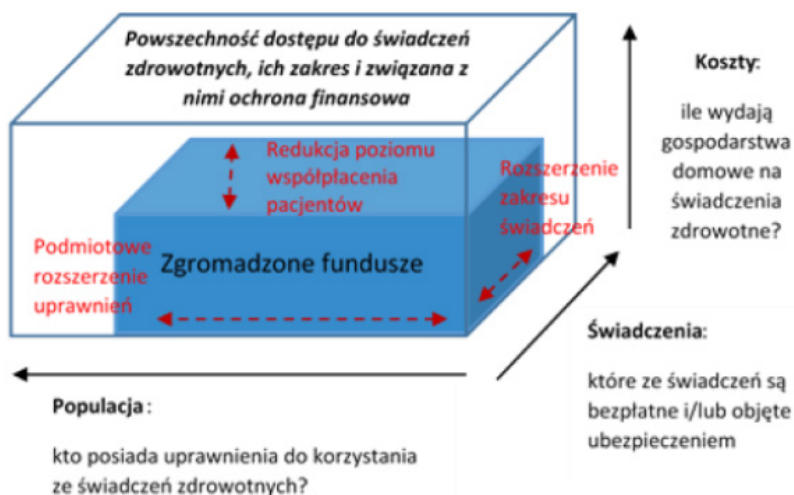 Powszechność dostępu do świadczeń
zdrowotnych, ich zakres i związana z
nimi ochrona finansowa
Koszty:
ile wydają
gospodarstwa
domowe na
świadczenia
zdrowotne?
Redukcja poziomu
współpłacenia
pacjentów
Rozszerzenie
zakresu
świadczeń
Podmiotowe
rozszerzenie
uprawnień
Zgromadzone fundusze
Świadczenia:
które ze świadczeń są
bezpłatne i/lub objęte
ubezpieczeniem
Populacja :
kto posiada uprawnienia do korzystania
ze świadczeń zdrowotnych?